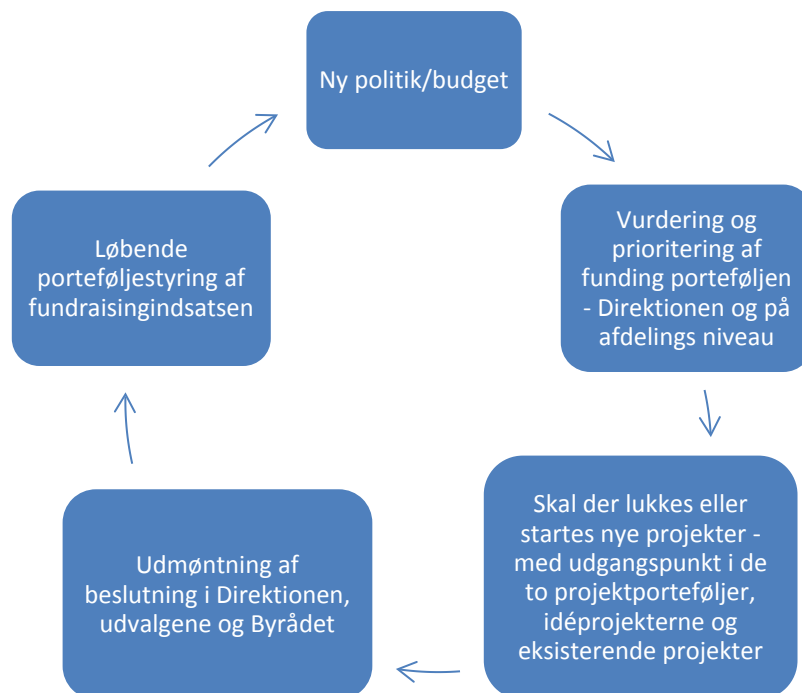 Ny politik/budget
Vurdering og
prioritering af
funding porteføljen
- Direktionen og på
afdelings niveau
Skal der lukkes eller
startes nye projekter -
med udgangspunkt i de
to projektporteføljer,
idéprojekterne og
eksisterende projekter
Udmøntning af
beslutning i Direktionen,
udvalgene og Byrådet
Løbende
porteføljestyring af
fundraisingindsatsen